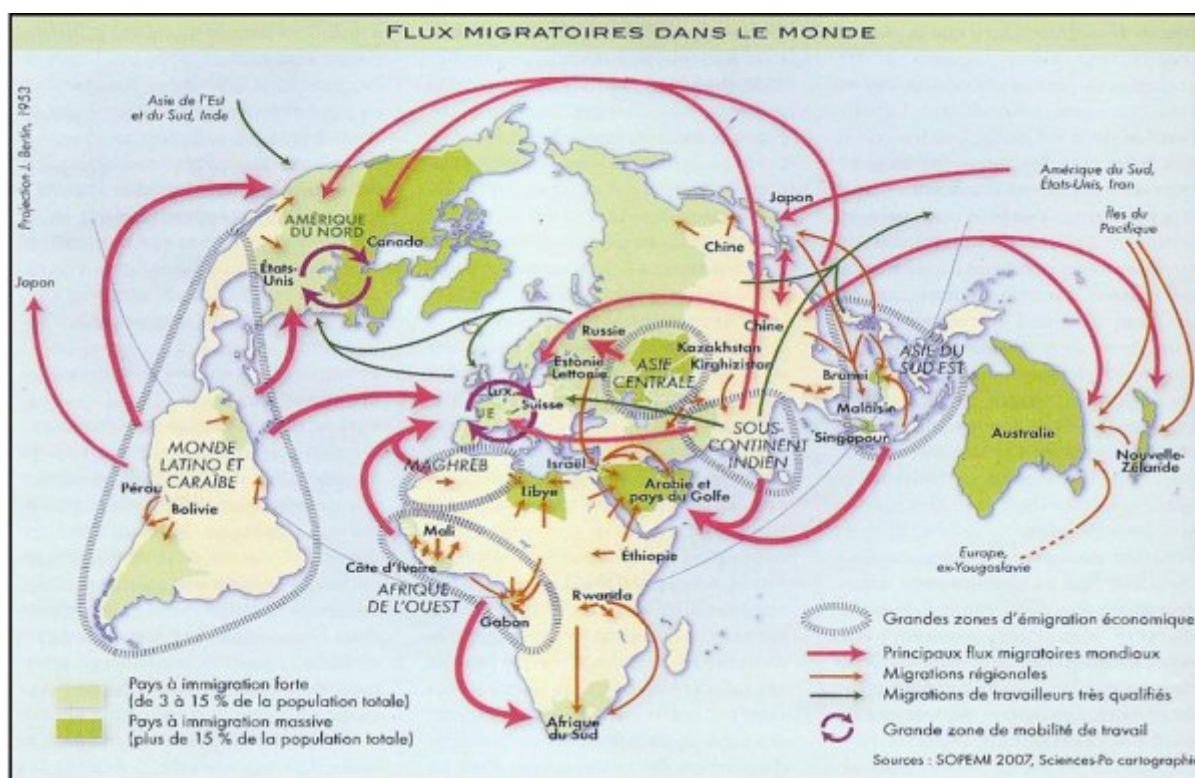 FLUX MIGRATOIRES DANS LE MONDE
Projection J. Bertin, 1953
Asie de l'Est
et du Sud, Inde
Amérique du Sud,
États-Unis, Iran
Îles du
Pacifique
Japon
Japon
AMÉRIQUE
DU NORD
Canada
États-
Unis
Chine
Chine
Russie
Estonie
Lettonie
Kazakhstan
Kirghizistan
ASIE
CENTRALE
ASIE DU
SUD EST
Brunei
Malaisie
Singapour
Lux.
UE
Suisse
SOUS-
CONTINENT
INDIEN
Australie
Nouvelle-
Zélande
MONDE
LATINO ET
CARAÏBE
Pérou
Bolivie
MAGHREB
Israël
Libye
Arabie et
pays du Golfe
Mali
Côte d'Ivoire
Éthiopie
AFRIQUE
DE L'OUEST
Gabon
Rwanda
Afrique
du Sud
Europe,
ex-Yougoslavie
Pays à immigration forte
(de 3 à 15 % de la population totale)
Pays à immigration massive
(plus de 15 % de la population totale)
Grandes zones d'émigration économique
Principaux flux migratoires mondiaux
Migrations régionales
Migrations de travailleurs très qualifiés
Grande zone de mobilité de travail
Sources : SOPEMI 2007, Sciences-Po cartographie